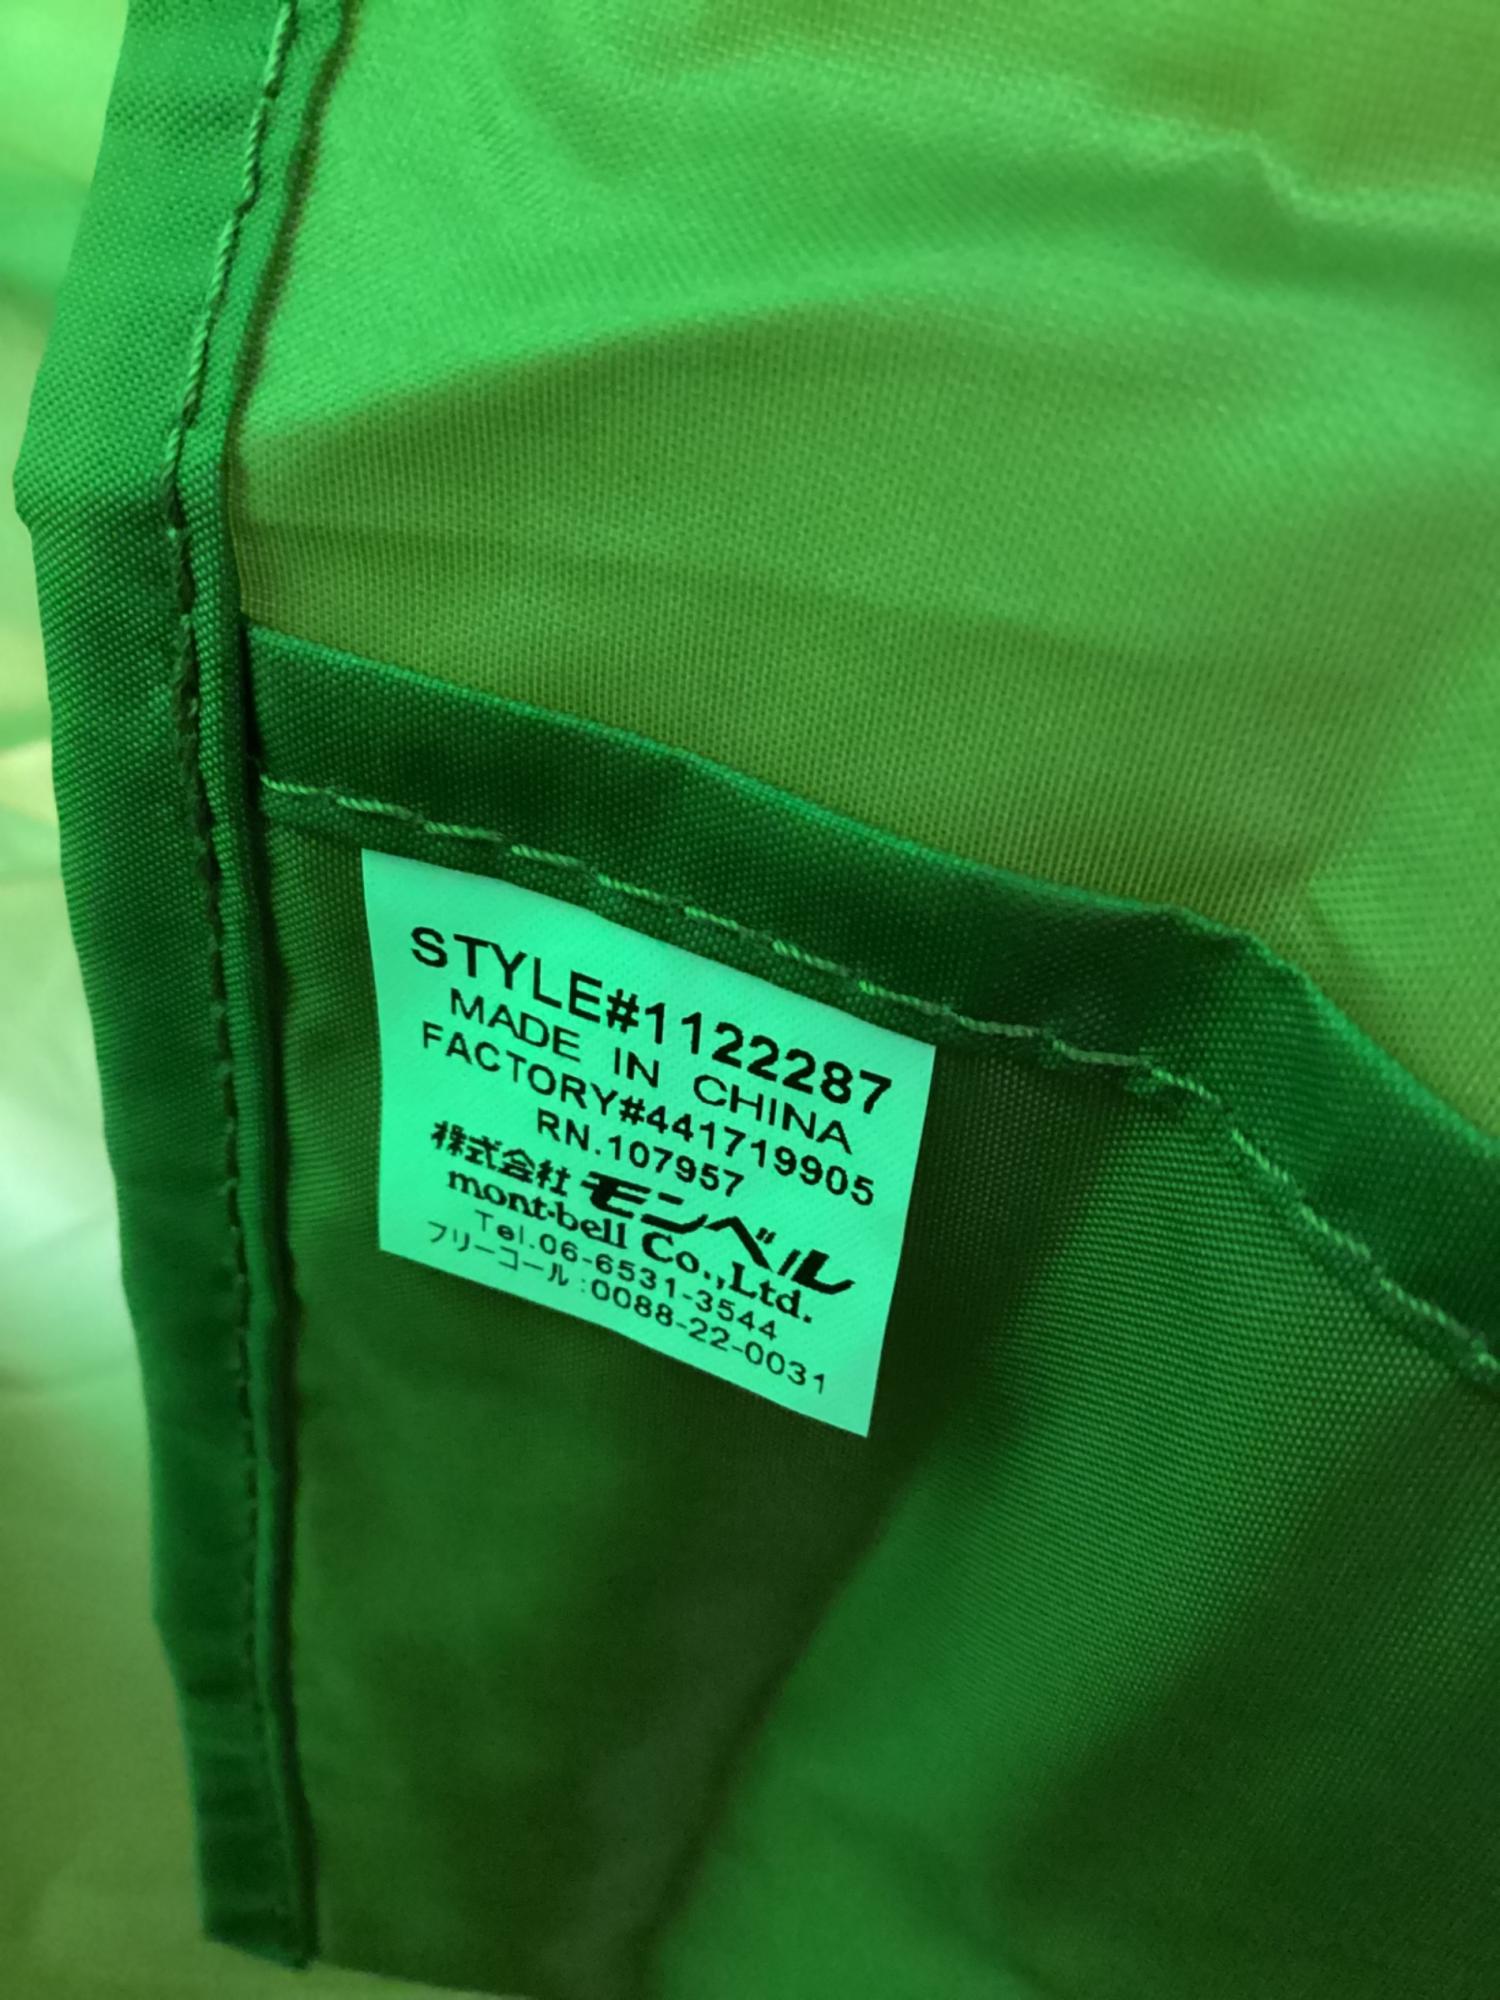 STYLE#1122287
MADE IN CHINA
FACTORY#441719905
RN.107957
株式会社 モンベル
mont-bell Co.,Ltd.
Tel.06-6531-3544
フリーコール:0088-22-0031